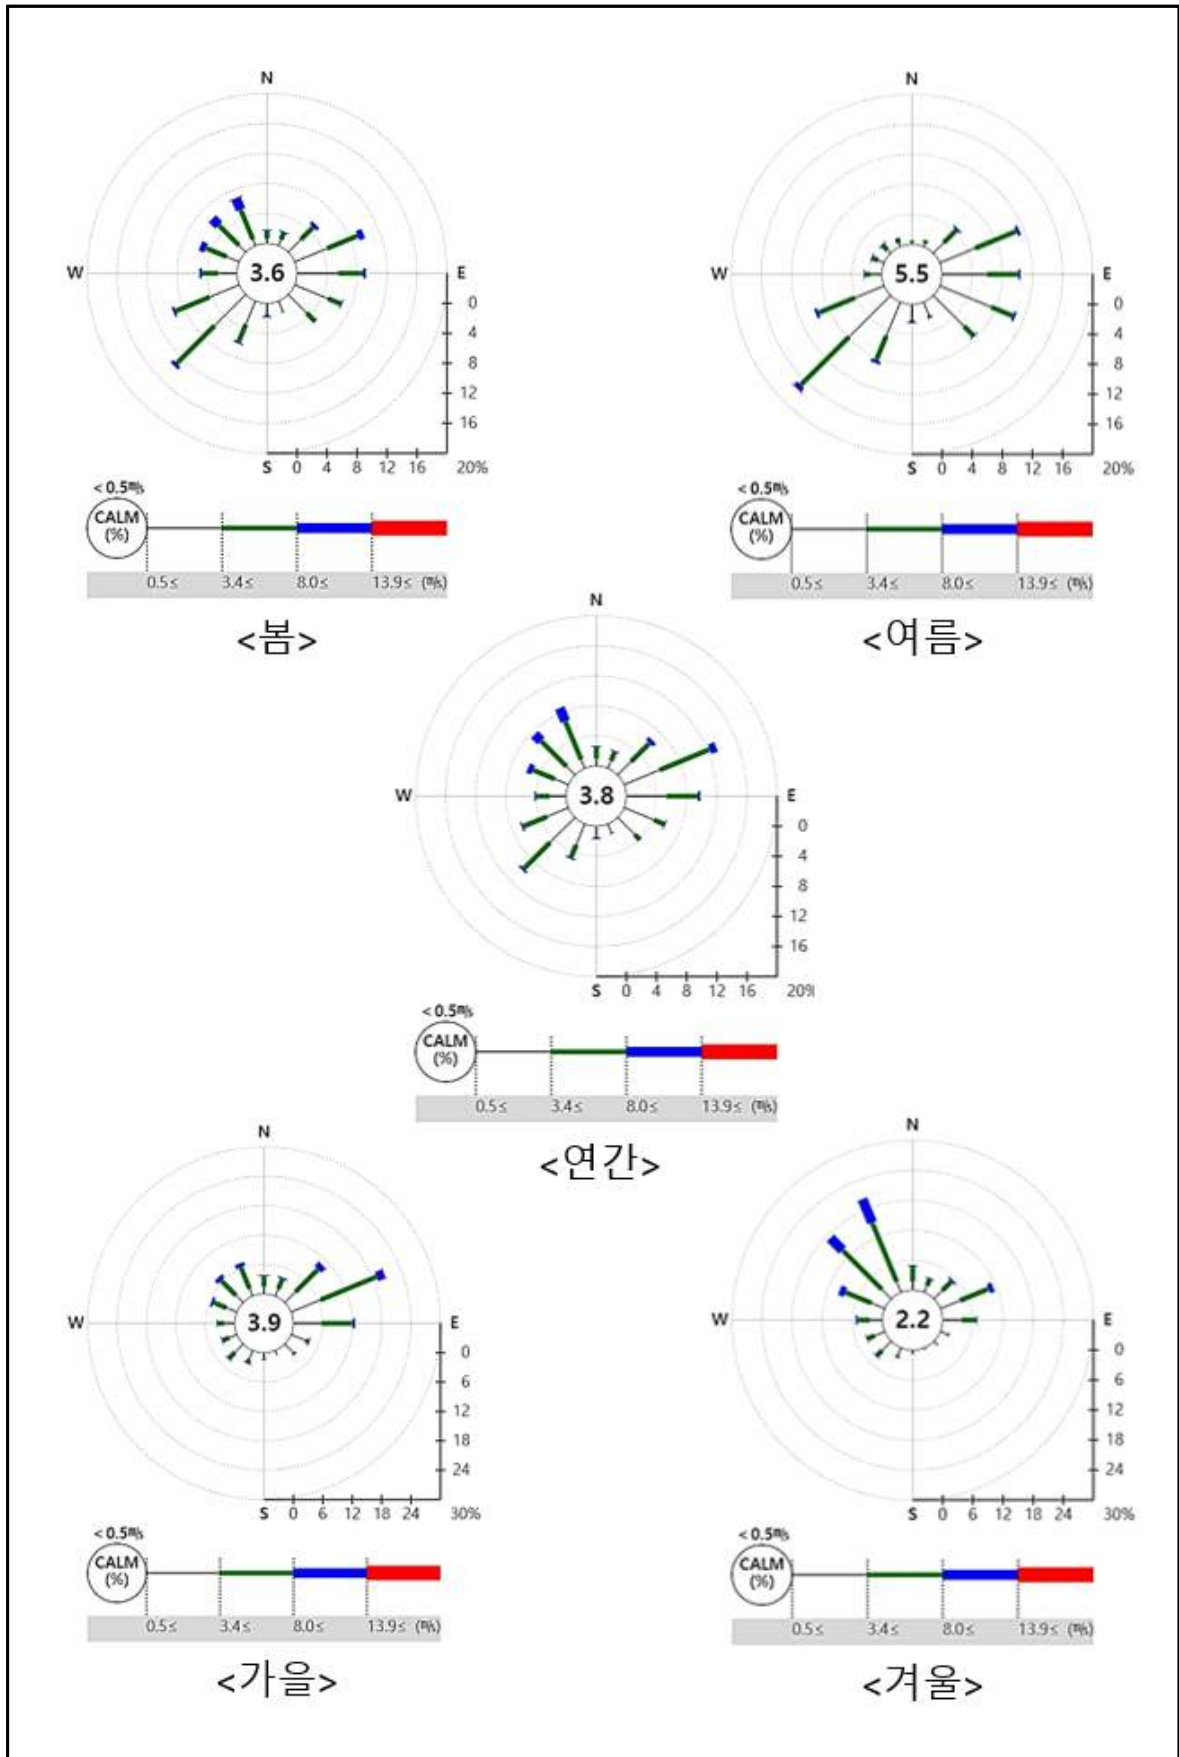 N
W
3.6
E
0
4
8
12
16
S 0 4 8 12 16 20%
< 0.5㎧
CALM
(%)
0.5≤ 3.4≤ 8.0≤ 13.9≤ (㎧)
<봄>
N
W
5.5
E
0
4
8
12
16
S 0 4 8 12 16 20%
< 0.5㎧
CALM
(%)
0.5≤ 3.4≤ 8.0≤ 13.9≤ (㎧)
<여름>
N
W
3.8
E
0
4
8
12
16
S 0 4 8 12 16 20%
< 0.5㎧
CALM
(%)
0.5≤ 3.4≤ 8.0≤ 13.9≤ (㎧)
<연간>
N
W
3.9
E
0
6
12
18
24
S 0 6 12 18 24 30%
< 0.5㎧
CALM
(%)
0.5≤ 3.4≤ 8.0≤ 13.9≤ (㎧)
<가을>
N
W
2.2
E
0
6
12
18
24
S 0 6 12 18 24 30%
< 0.5㎧
CALM
(%)
0.5≤ 3.4≤ 8.0≤ 13.9≤ (㎧)
<겨울>